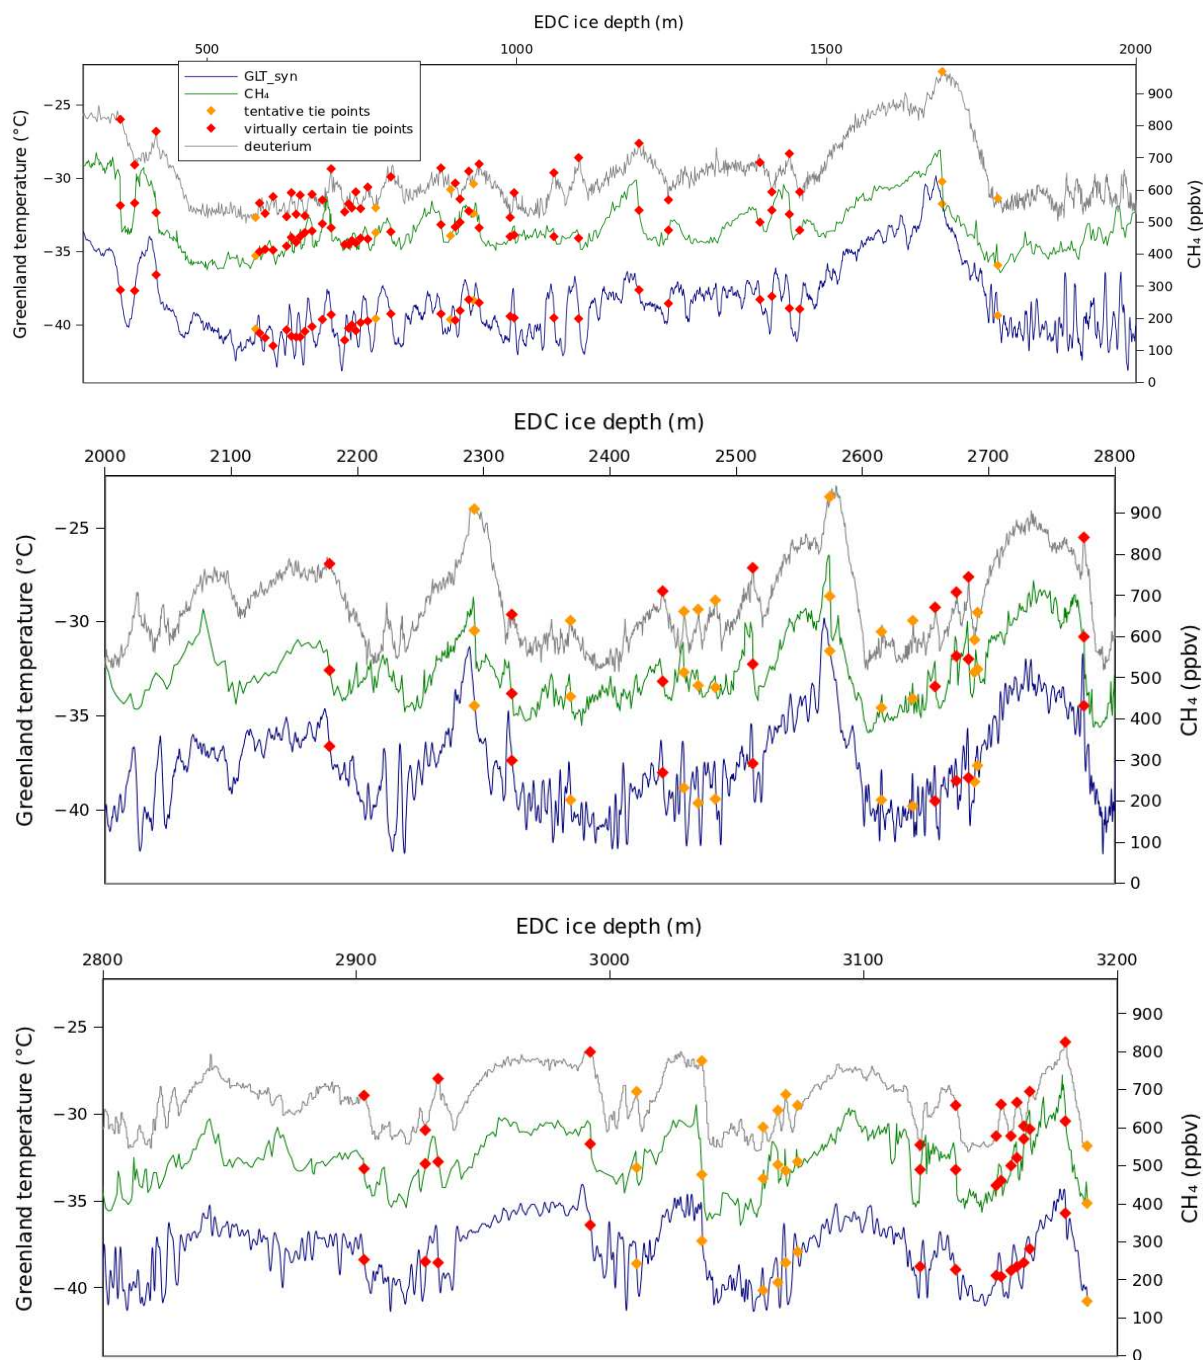 EDC ice depth (m)
500 1000 1500 2000
GLT_syn
CH₄
tentative tie points
virtually certain tie points
deuterium
Greenland temperature (°C)
−25
−30
−35
−40
CH₄ (ppbv)
900
800
700
600
500
400
300
200
100
0
EDC ice depth (m)
2000 2100 2200 2300 2400 2500 2600 2700 2800
Greenland temperature (°C)
−25
−30
−35
−40
CH₄ (ppbv)
900
800
700
600
500
400
300
200
100
0
EDC ice depth (m)
2800 2900 3000 3100 3200
Greenland temperature (°C)
−25
−30
−35
−40
CH₄ (ppbv)
900
800
700
600
500
400
300
200
100
0